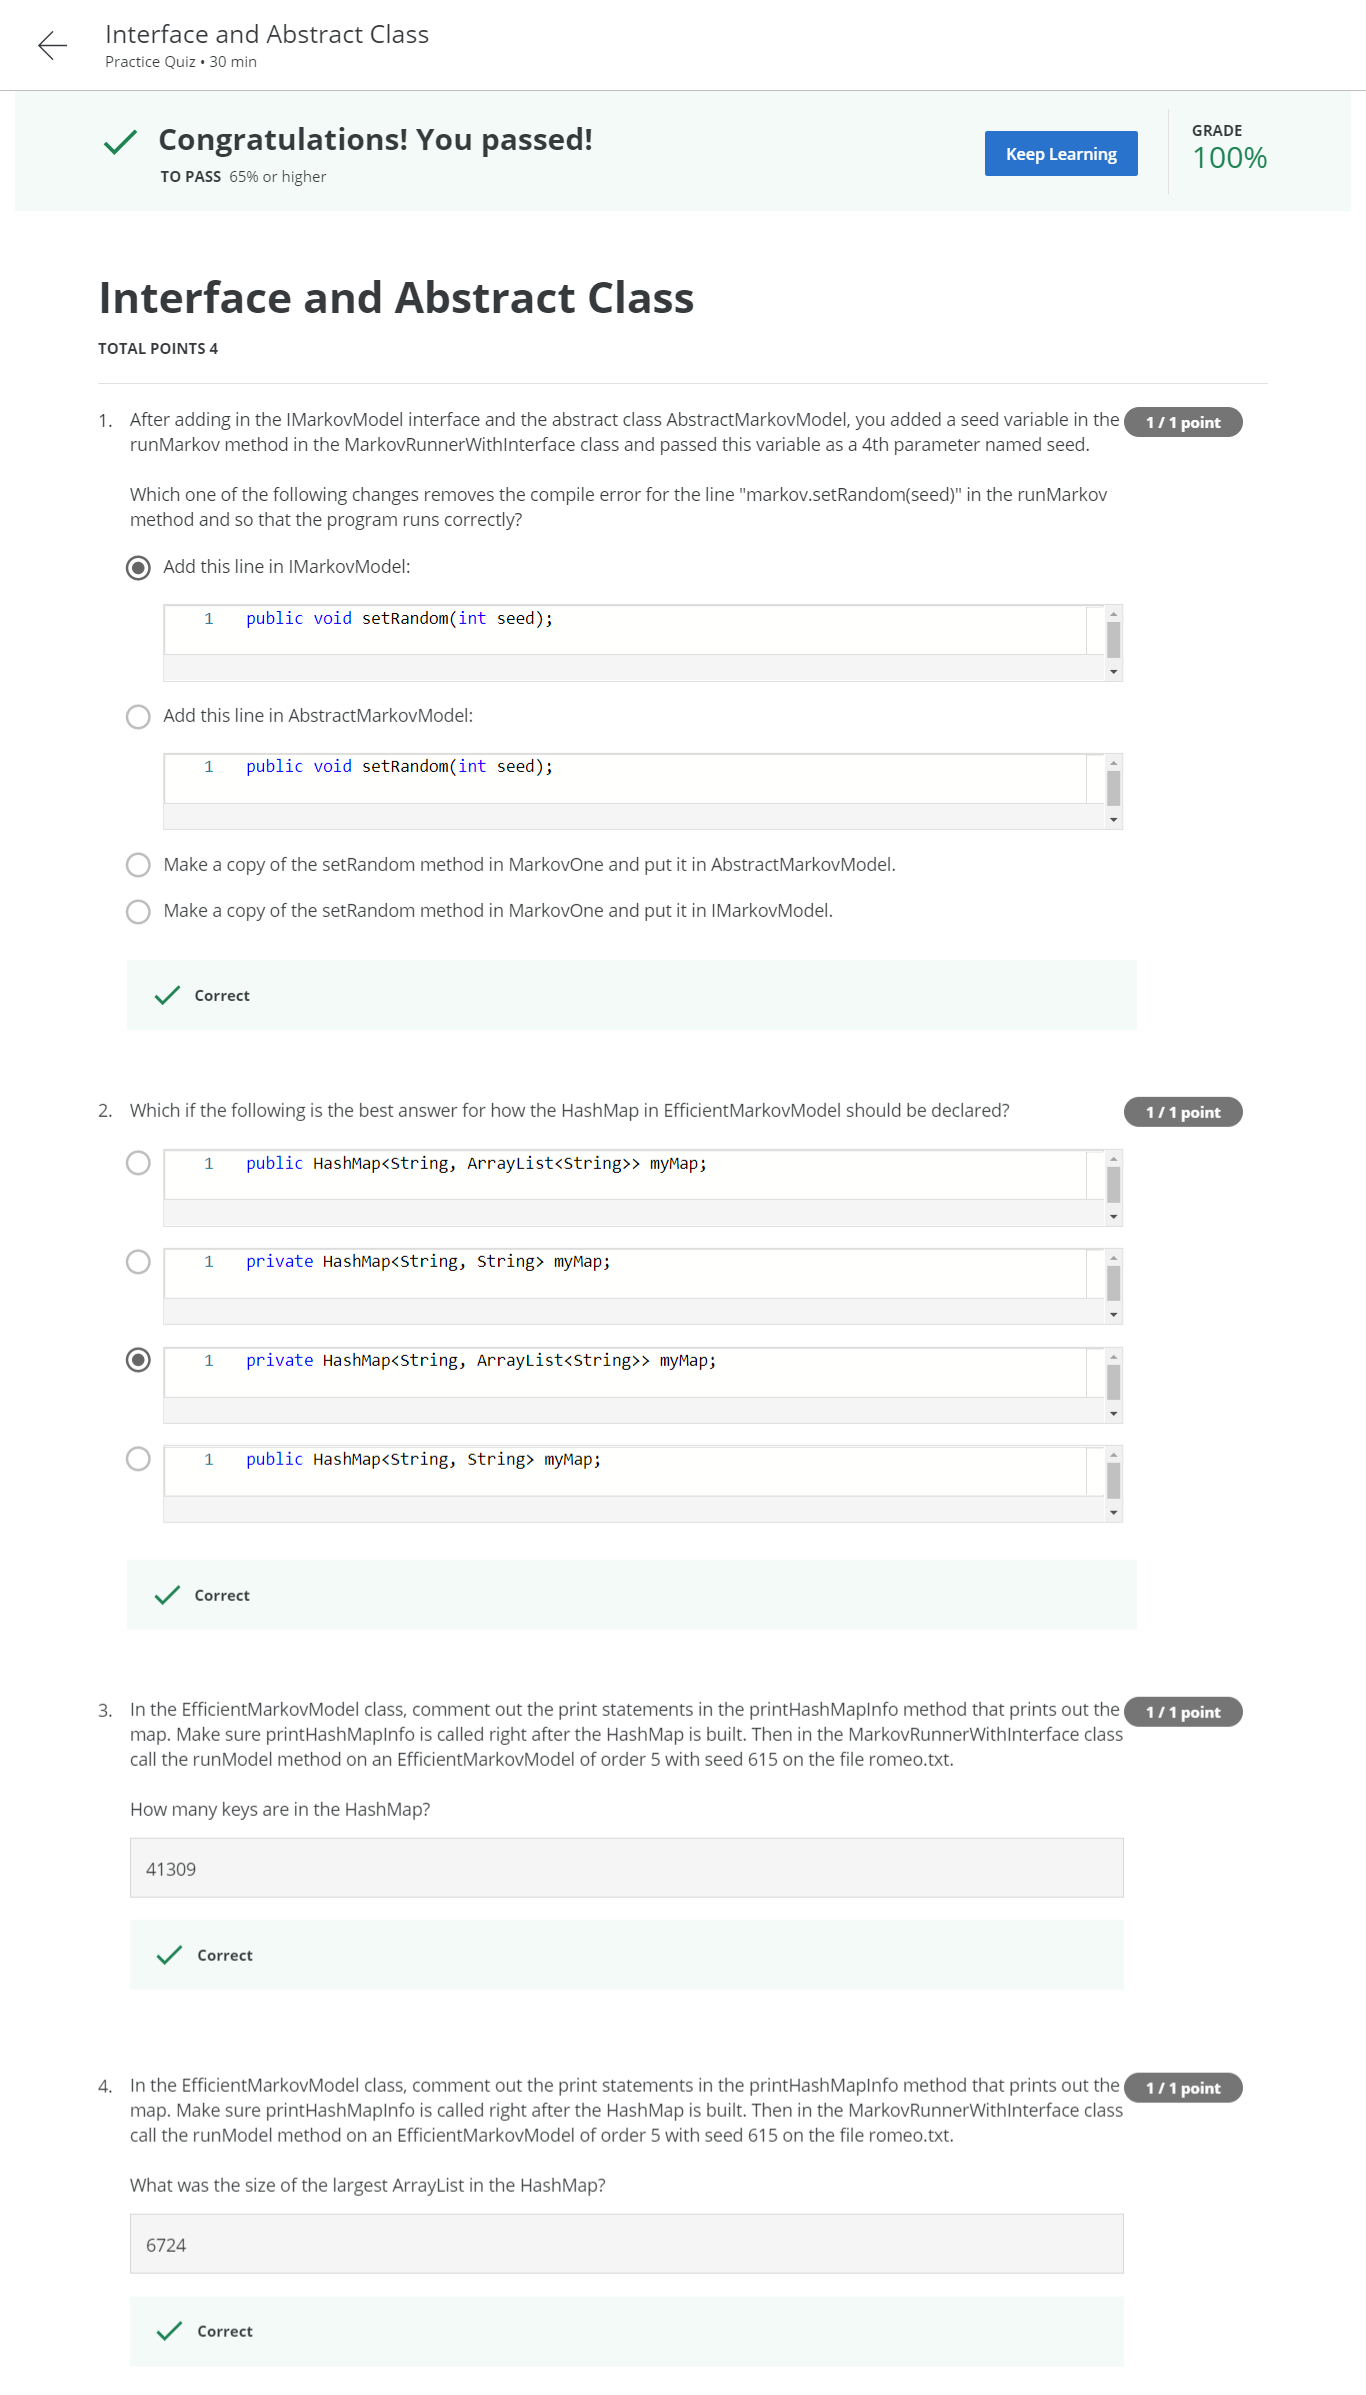 Interface and Abstract Class
Practice Quiz • 30 min
Congratulations! You passed!
TO PASS 65% or higher
Keep Learning
GRADE
100%
Interface and Abstract Class
TOTAL POINTS 4
1. After adding in the IMarkovModel interface and the abstract class AbstractMarkovModel, you added a seed variable in the
runMarkov method in the MarkovRunnerWithInterface class and passed this variable as a 4th parameter named seed.
1 / 1 point
Which one of the following changes removes the compile error for the line "markov.setRandom(seed)" in the runMarkov
method and so that the program runs correctly?
Add this line in IMarkovModel:
1 public void setRandom(int seed);
Add this line in AbstractMarkovModel:
1 public void setRandom(int seed);
Make a copy of the setRandom method in MarkovOne and put it in AbstractMarkovModel.
Make a copy of the setRandom method in MarkovOne and put it in IMarkovModel.
Correct
2. Which if the following is the best answer for how the HashMap in EfficientMarkovModel should be declared?
1 / 1 point
1 public HashMap<String, ArrayList<String>> myMap;
1 private HashMap<String, String> myMap;
1 private HashMap<String, ArrayList<String>> myMap;
1 public HashMap<String, String> myMap;
Correct
3. In the EfficientMarkovModel class, comment out the print statements in the printHashMapInfo method that prints out the
map. Make sure printHashMapInfo is called right after the HashMap is built. Then in the MarkovRunnerWithInterface class
call the runModel method on an EfficientMarkovModel of order 5 with seed 615 on the file romeo.txt.
1 / 1 point
How many keys are in the HashMap?
41309
Correct
4. In the EfficientMarkovModel class, comment out the print statements in the printHashMapInfo method that prints out the
map. Make sure printHashMapInfo is called right after the HashMap is built. Then in the MarkovRunnerWithInterface class
call the runModel method on an EfficientMarkovModel of order 5 with seed 615 on the file romeo.txt.
1 / 1 point
What was the size of the largest ArrayList in the HashMap?
6724
Correct